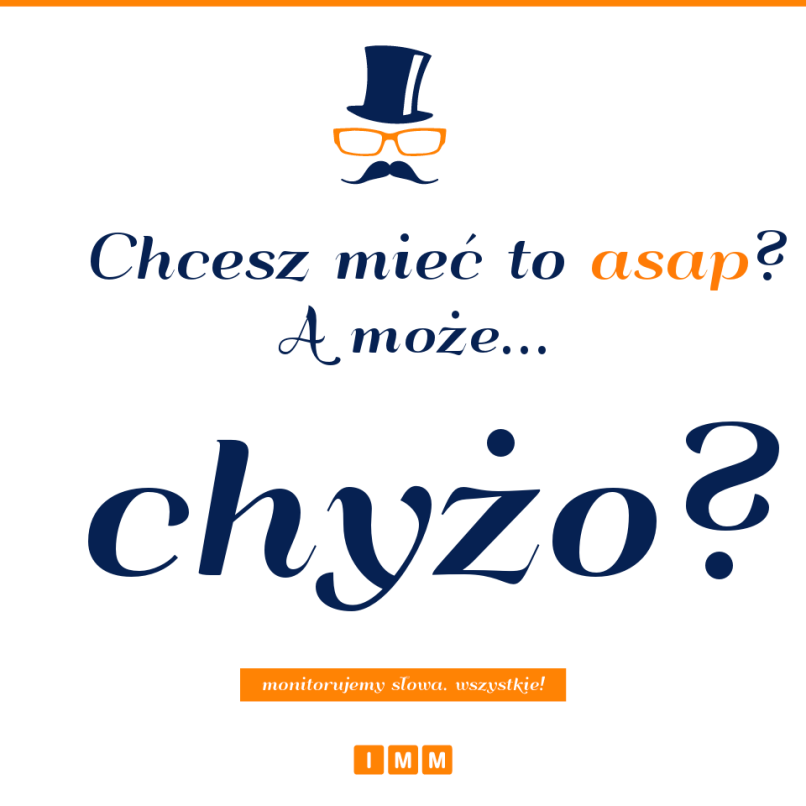 Chcesz mieć to asap?
A może...
chyżo?
monitorujemy słowa. wszystkie!
IMM